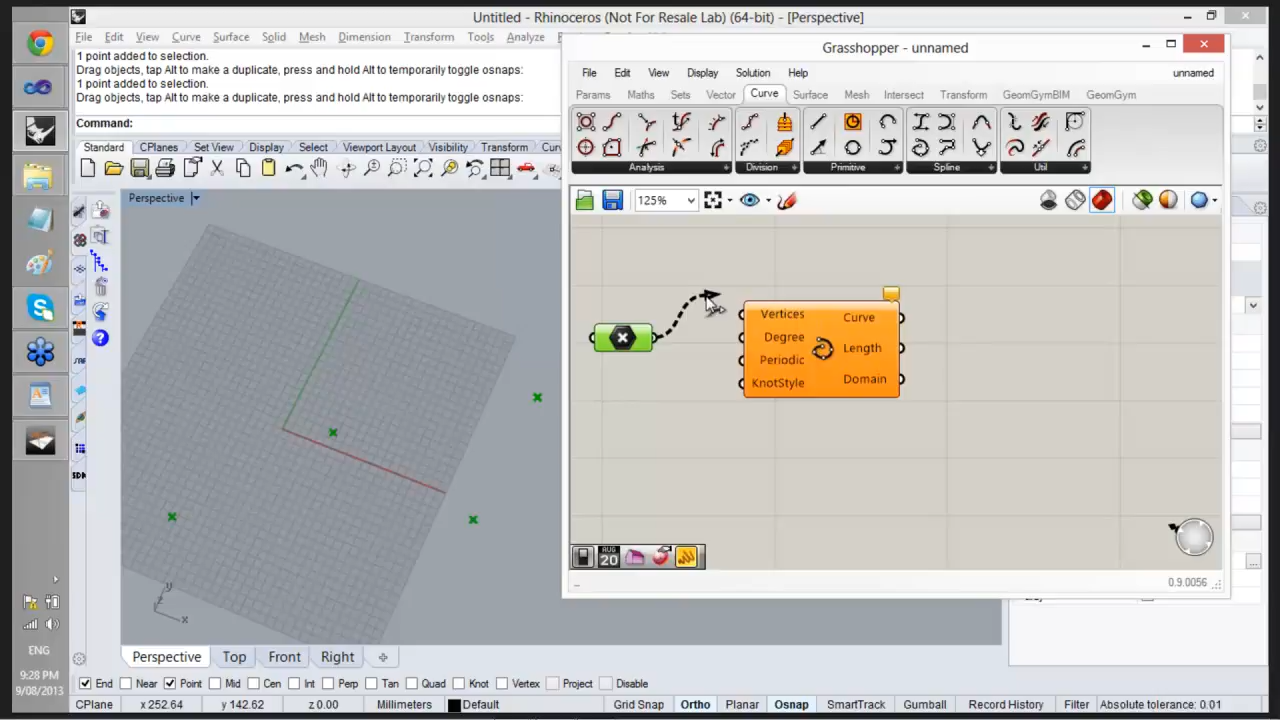 Untitled - Rhinoceros (Not For Resale Lab) (64-bit) - [Perspective]
File Edit View Curve Surface Solid Mesh Dimension Transform Tools Analyze
1 point added to selection.
Drag objects, tap Alt to make a duplicate, press and hold Alt to temporarily toggle osnaps:
1 point added to selection.
Drag objects, tap Alt to make a duplicate, press and hold Alt to temporarily toggle osnaps:
Command:
Standard CPlanes Set View Display Select Viewport Layout Visibility Transform
Perspective
Grasshopper - unnamed
File Edit View Display Solution Help unnamed
Params Maths Sets Vector Curve Surface Mesh Intersect Transform GeomGymBIM GeomGym
Analysis Division Primitive Spline Util
125%
Vertices
Degree
Periodic
KnotStyle
Curve
Length
Domain
AUG
20
0.9.0056
y
z
x
Perspective Top Front Right
End Near Point Mid Cen Int Perp Tan Quad Knot Vertex Project Disable
CPlane x 252.64 y 142.62 z 0.00 Millimeters Default Grid Snap Ortho Planar Osnap SmartTrack Gumball Record History Filter Absolute tolerance: 0.01
ENG
9:28 PM
9/08/2013